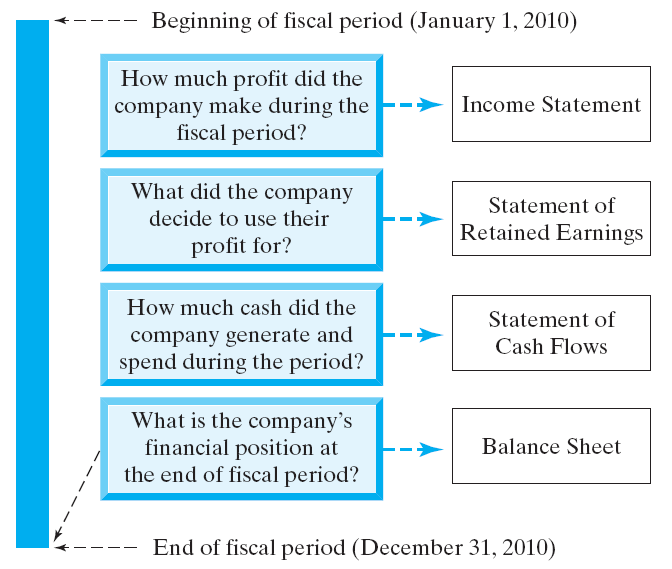 Beginning of fiscal period (January 1, 2010)
How much profit did the
company make during the
fiscal period?
Income Statement
What did the company
decide to use their
profit for?
Statement of
Retained Earnings
How much cash did the
company generate and
spend during the period?
Statement of
Cash Flows
What is the company’s
financial position at
the end of fiscal period?
Balance Sheet
End of fiscal period (December 31, 2010)